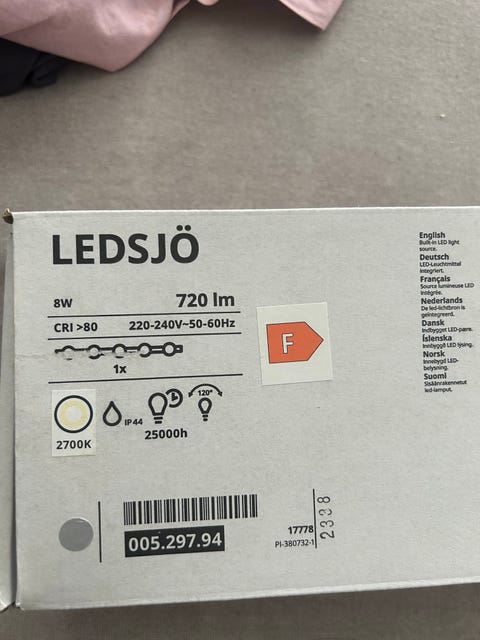 LEDSJÖ
8W 720 lm
CRI >80 220-240V~50-60Hz
1x
F
2700K
IP44
25000h
120°
005.297.94
17778
PI-380732-1
2338
English
Built-in LED light
source.
Deutsch
LED-Leuchtmittel
integriert.
Français
Source lumineuse LED
intégrée.
Nederlands
De led-lichtbron is
geïntegreerd.
Dansk
Indbygget LED-pære.
Íslenska
Innbyggð LED lýsing.
Norsk
Innebygd LED-
belysning.
Suomi
Sisäänrakennetut
led-lamput.